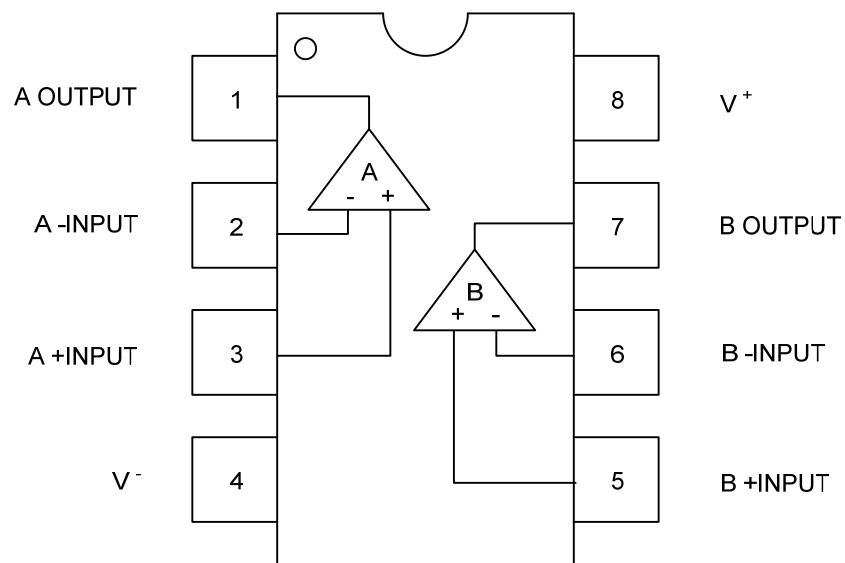 A OUTPUT 1 8 V+
A
- +
A -INPUT 2 7 B OUTPUT
B
+ -
A +INPUT 3 6 B -INPUT
V- 4 5 B +INPUT